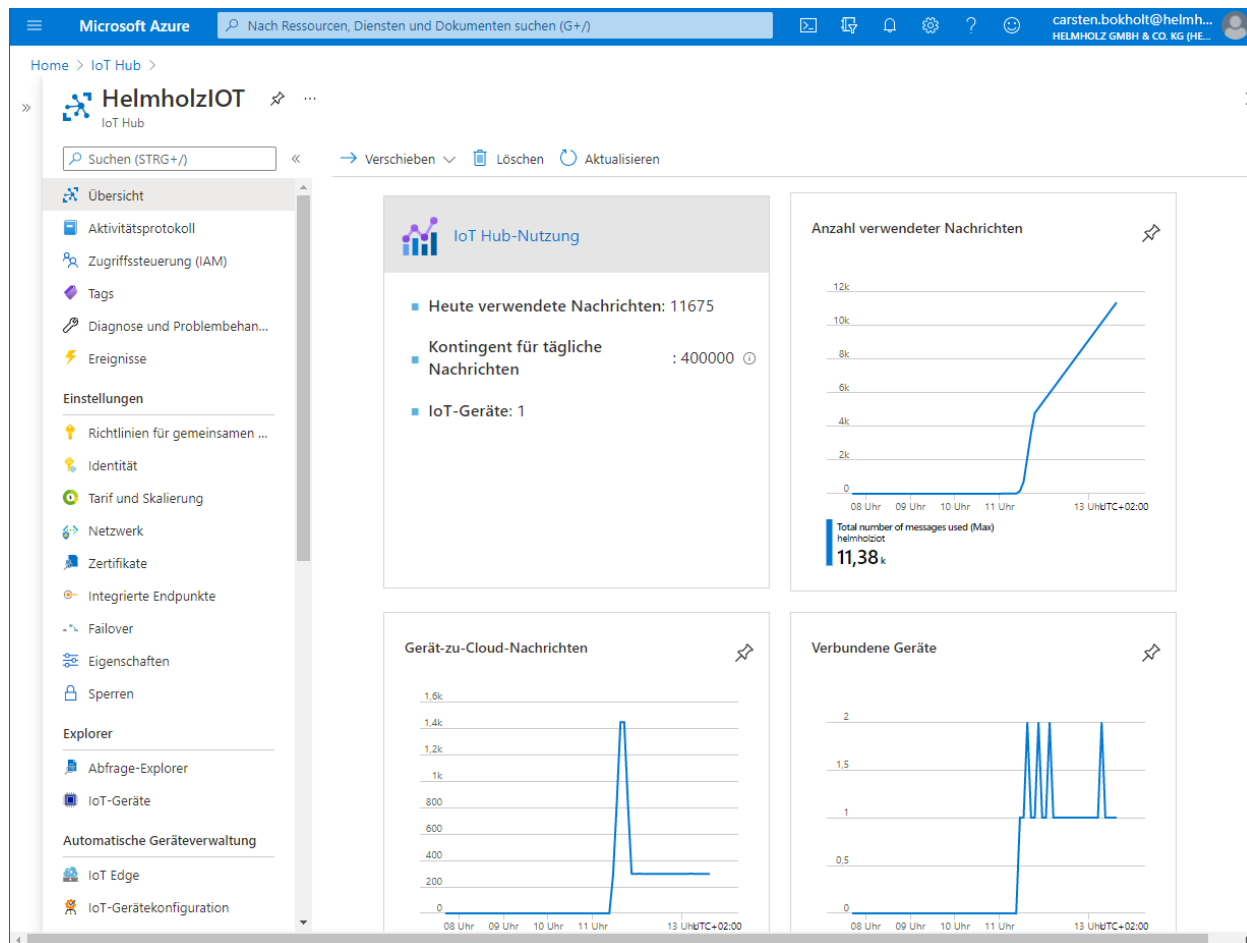 Microsoft Azure
Nach Ressourcen, Diensten und Dokumenten suchen (G+/)
carsten.bokholt@helmh...
HELMHOLZ GMBH & CO. KG (HE...
Home > IoT Hub >
HelmholzIOT
IoT Hub
Suchen (STRG+/)
Übersicht
Aktivitätsprotokoll
Zugriffssteuerung (IAM)
Tags
Diagnose und Problembehan...
Ereignisse
Einstellungen
Richtlinien für gemeinsamen ...
Identität
Tarif und Skalierung
Netzwerk
Zertifikate
Integrierte Endpunkte
Failover
Eigenschaften
Sperren
Explorer
Abfrage-Explorer
IoT-Geräte
Automatische Geräteverwaltung
IoT Edge
IoT-Gerätekonfiguration
Verschieben Löschen Aktualisieren
IoT Hub-Nutzung
Heute verwendete Nachrichten: 11675
Kontingent für tägliche
Nachrichten : 400000
IoT-Geräte: 1
Anzahl verwendeter Nachrichten
12k
10k
8k
6k
4k
2k
0
08 Uhr 09 Uhr 10 Uhr 11 Uhr 13 Uhr UTC+02:00
Total number of messages used (Max)
helmholziot
11,38 k
Gerät-zu-Cloud-Nachrichten
1,6k
1,4k
1,2k
1k
800
600
400
200
0
08 Uhr 09 Uhr 10 Uhr 11 Uhr 13 Uhr UTC+02:00
Verbundene Geräte
2
1,5
1
0,5
0
08 Uhr 09 Uhr 10 Uhr 11 Uhr 13 Uhr UTC+02:00